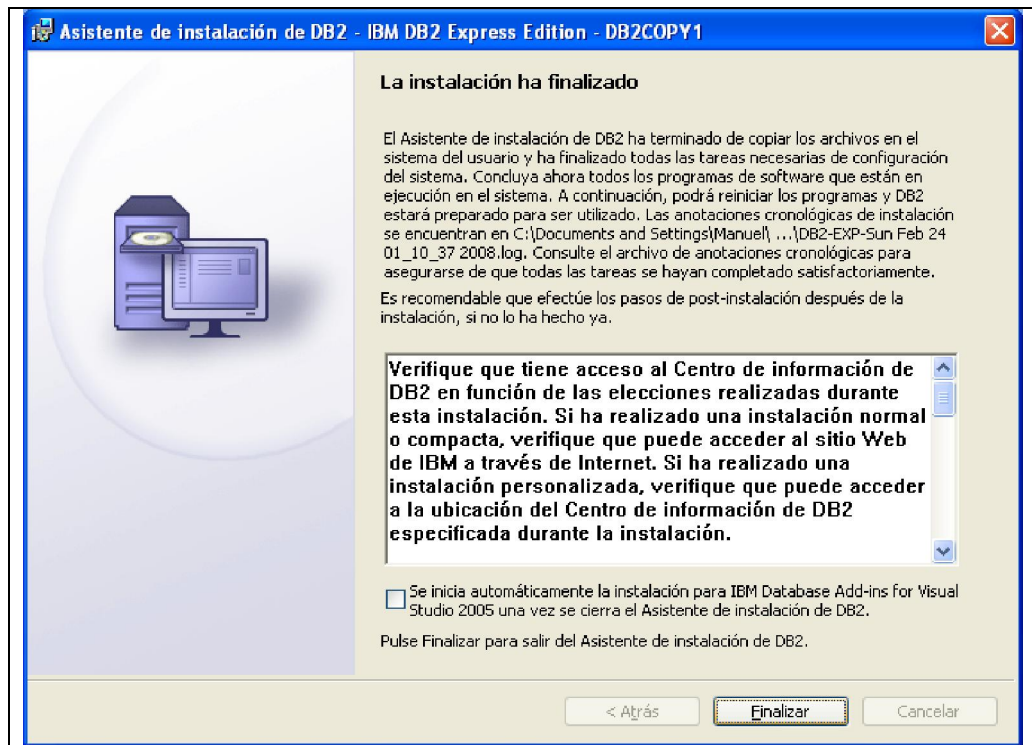 Asistente de instalación de DB2 - IBM DB2 Express Edition - DB2COPY1
La instalación ha finalizado
El Asistente de instalación de DB2 ha terminado de copiar los archivos en el
sistema del usuario y ha finalizado todas las tareas necesarias de configuración
del sistema. Concluya ahora todos los programas de software que están en
ejecución en el sistema. A continuación, podrá reiniciar los programas y DB2
estará preparado para ser utilizado. Las anotaciones cronológicas de instalación
se encuentran en C:\Documents and Settings\Manuel\ ...\DB2-EXP-Sun Feb 24
01_10_37 2008.log. Consulte el archivo de anotaciones cronológicas para
asegurarse de que todas las tareas se hayan completado satisfactoriamente.
Es recomendable que efectúe los pasos de post-instalación después de la
instalación, si no lo ha hecho ya.
Verifique que tiene acceso al Centro de información de
DB2 en función de las elecciones realizadas durante
esta instalación. Si ha realizado una instalación normal
o compacta, verifique que puede acceder al sitio Web
de IBM a través de Internet. Si ha realizado una
instalación personalizada, verifique que puede acceder
a la ubicación del Centro de información de DB2
especificada durante la instalación.
Se inicia automáticamente la instalación para IBM Database Add-ins for Visual
Studio 2005 una vez se cierra el Asistente de instalación de DB2.
Pulse Finalizar para salir del Asistente de instalación de DB2.
< Atrás Finalizar Cancelar